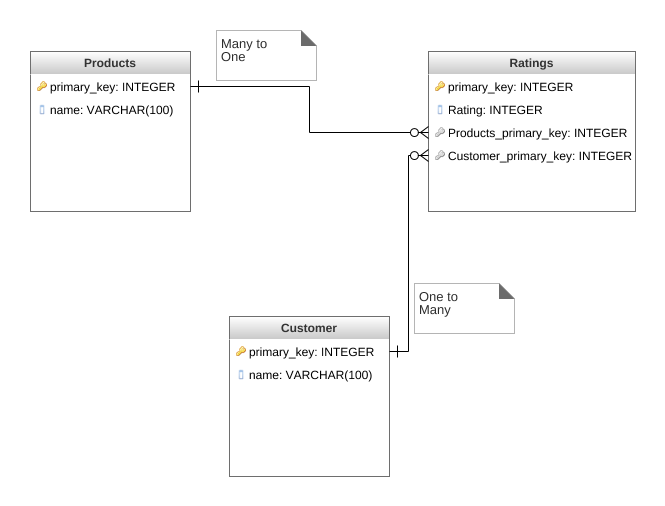 Many to
One
Products
primary_key: INTEGER
name: VARCHAR(100)
Ratings
primary_key: INTEGER
Rating: INTEGER
Products_primary_key: INTEGER
Customer_primary_key: INTEGER
One to
Many
Customer
primary_key: INTEGER
name: VARCHAR(100)